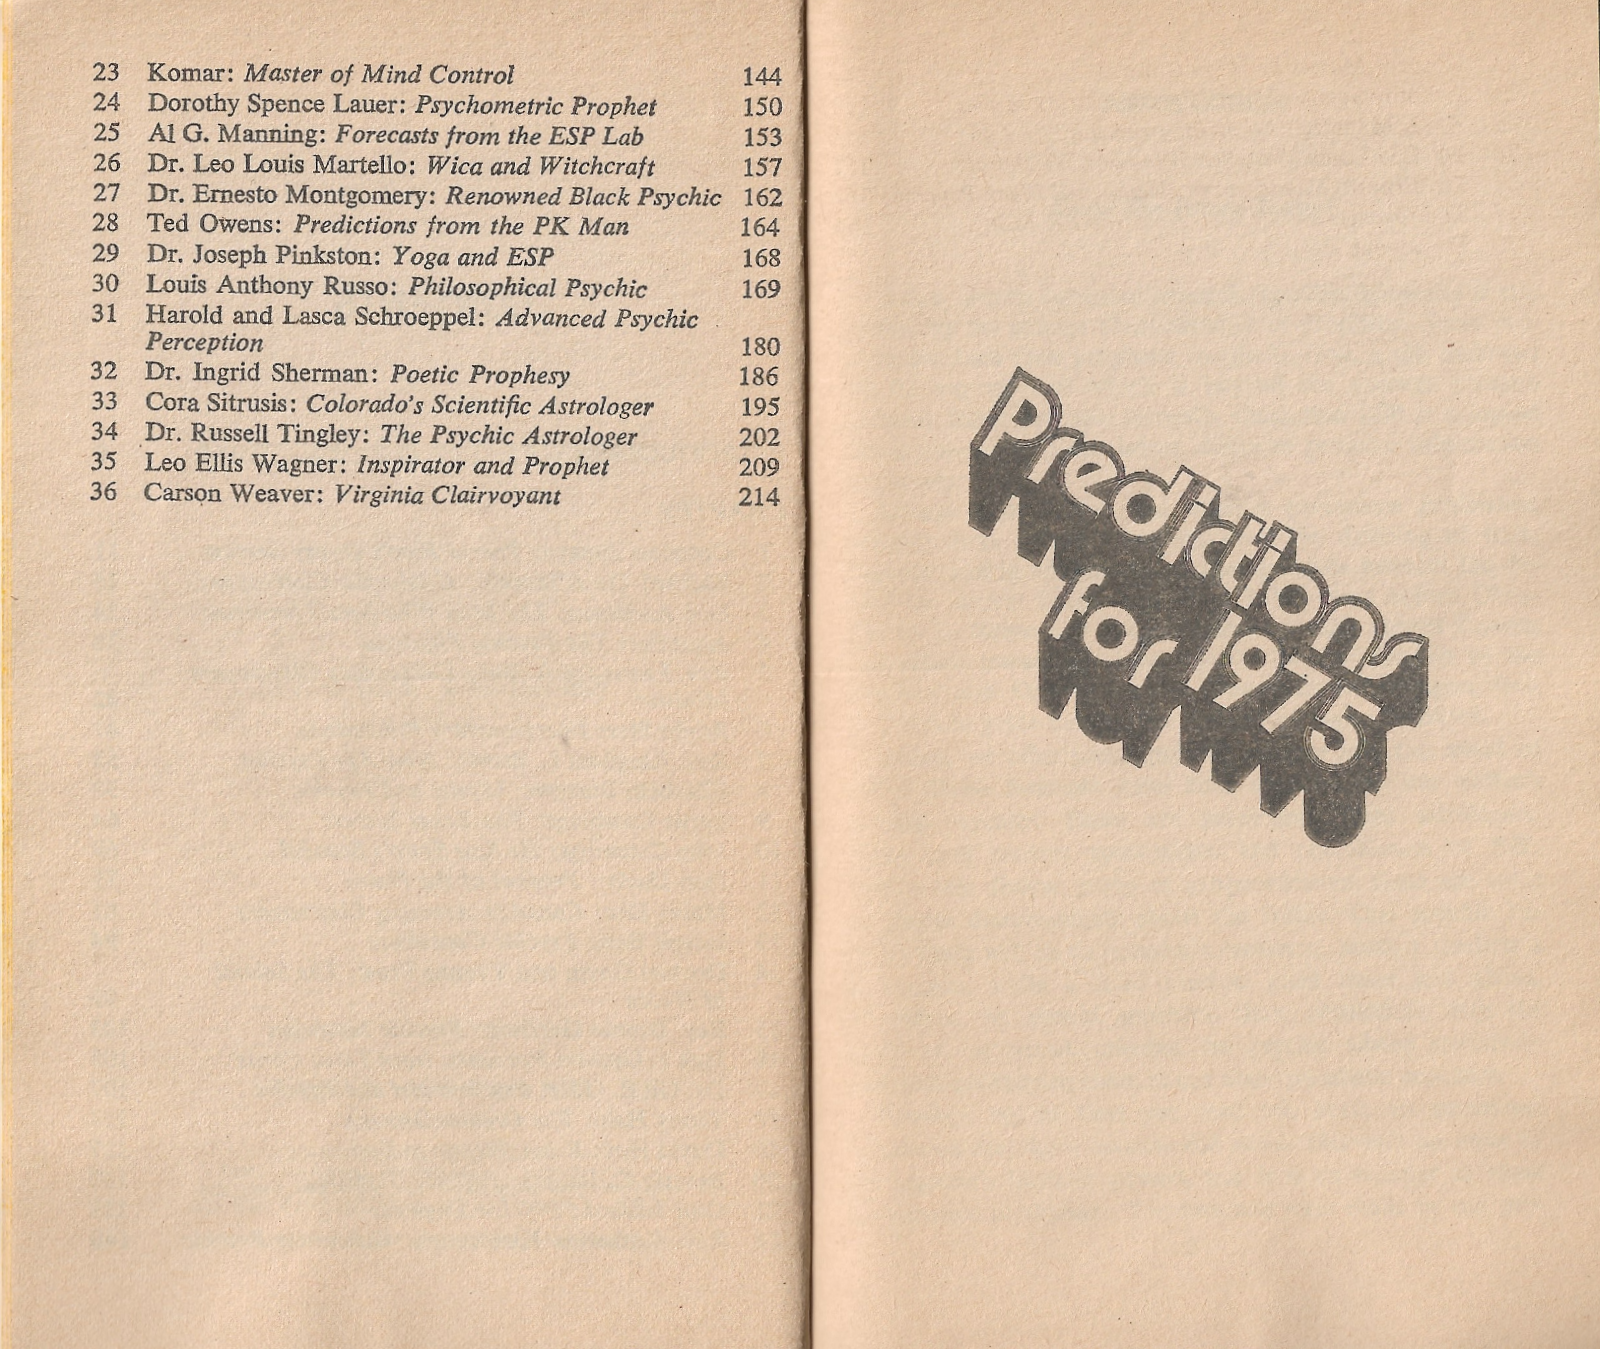 23 Komar: Master of Mind Control 144
24 Dorothy Spence Lauer: Psychometric Prophet 150
25 Al G. Manning: Forecasts from the ESP Lab 153
26 Dr. Leo Louis Martello: Wica and Witchcraft 157
27 Dr. Ernesto Montgomery: Renowned Black Psychic 162
28 Ted Owens: Predictions from the PK Man 164
29 Dr. Joseph Pinkston: Yoga and ESP 168
30 Louis Anthony Russo: Philosophical Psychic 169
31 Harold and Lasca Schroeppel: Advanced Psychic
Perception 180
32 Dr. Ingrid Sherman: Poetic Prophesy 186
33 Cora Sitrusis: Colorado's Scientific Astrologer 195
34 Dr. Russell Tingley: The Psychic Astrologer 202
35 Leo Ellis Wagner: Inspirator and Prophet 209
36 Carson Weaver: Virginia Clairvoyant 214
Predictions
for 1975